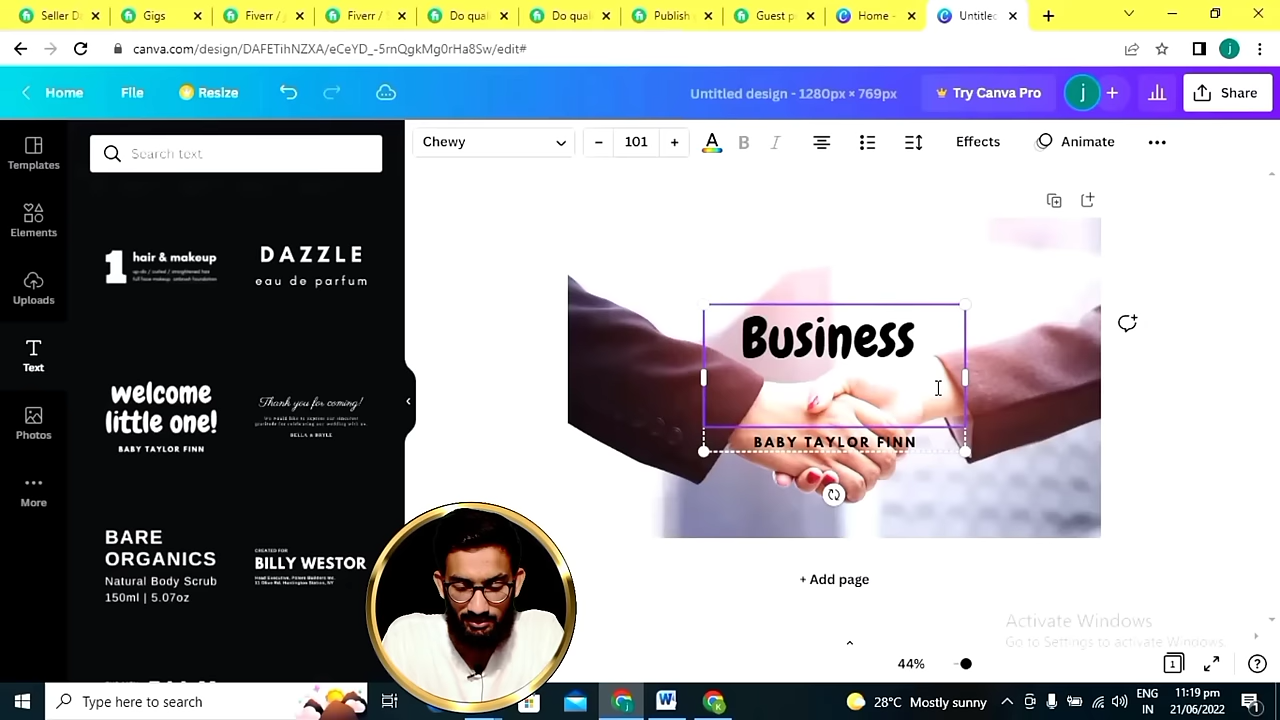 Seller D
Gigs
Fiverr /
Fiverr /
Do qual
Do qual
Publish
Guest p
Home -
Untitled
canva.com/design/DAFETihNZXA/eCeYD_-5rnQgkMg0rHa8Sw/edit#
Home
File
Resize
Untitled design - 1280px × 769px
Try Canva Pro
j
Share
Templates
Elements
Uploads
Text
Photos
More
Search text
1 hair & makeup
DAZZLE
eau de parfum
welcome
little one!
BABY TAYLOR FINN
Thank you for coming!
BARE
ORGANICS
Natural Body Scrub
150ml | 5.07oz
CREATED FOR
BILLY WESTOR
Chewy
101
A
B
I
Effects
Animate
Business
BABY TAYLOR FINN
+ Add page
Activate Windows
Go to Settings to activate Windows.
44%
1
Type here to search
28°C Mostly sunny
ENG
IN
11:19 pm
21/06/2022